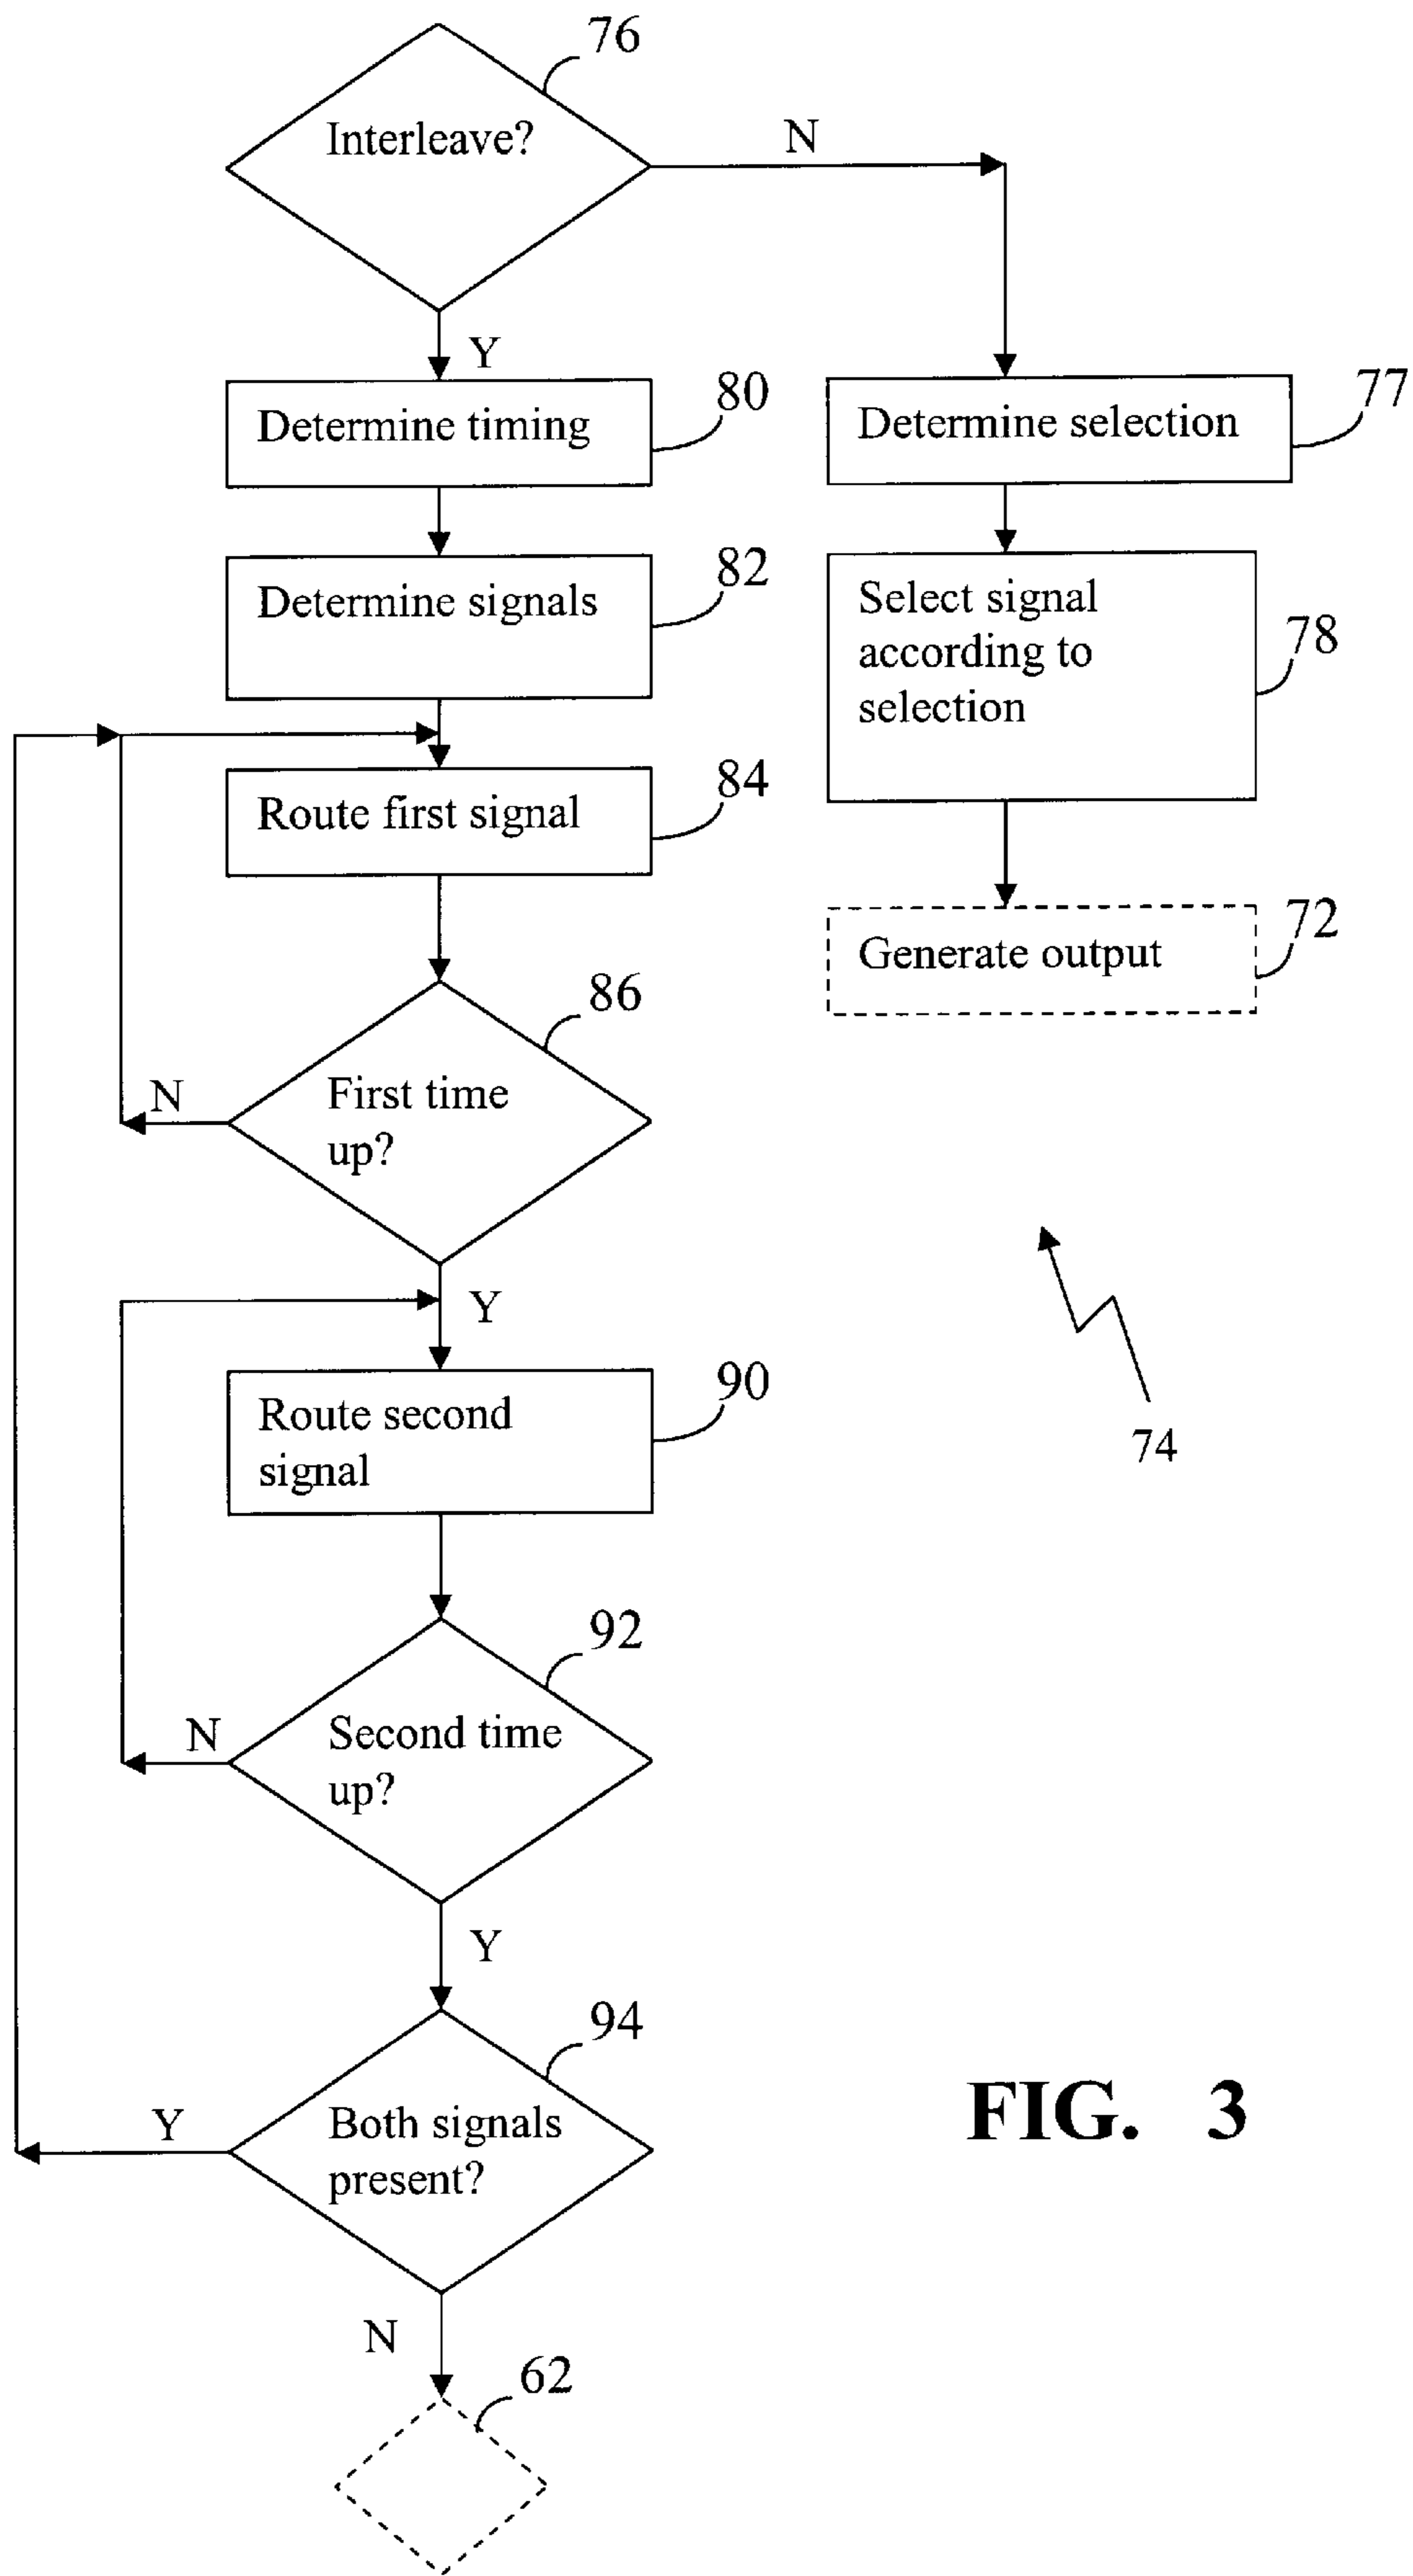 76
Interleave?
N
Y
Determine timing
80
Determine selection
77
Determine signals
82
Select signal
according to
selection
78
Route first signal
84
Generate output
72
86
First time
up?
N
Y
Route second
signal
90
74
92
Second time
up?
N
Y
94
Both signals
present?
Y
N
FIG. 3
62